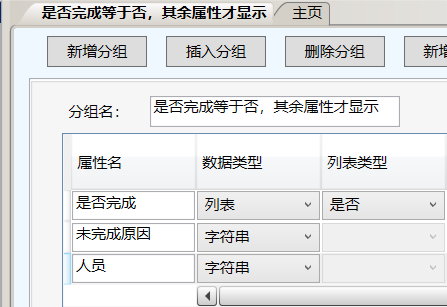 是否完成等于否，其余属性才显示 主页
新增分组 插入分组 删除分组
分组名： 是否完成等于否，其余属性才显示
属性名 数据类型 列表类型
是否完成 列表 是否
未完成原因 字符串
人员 字符串